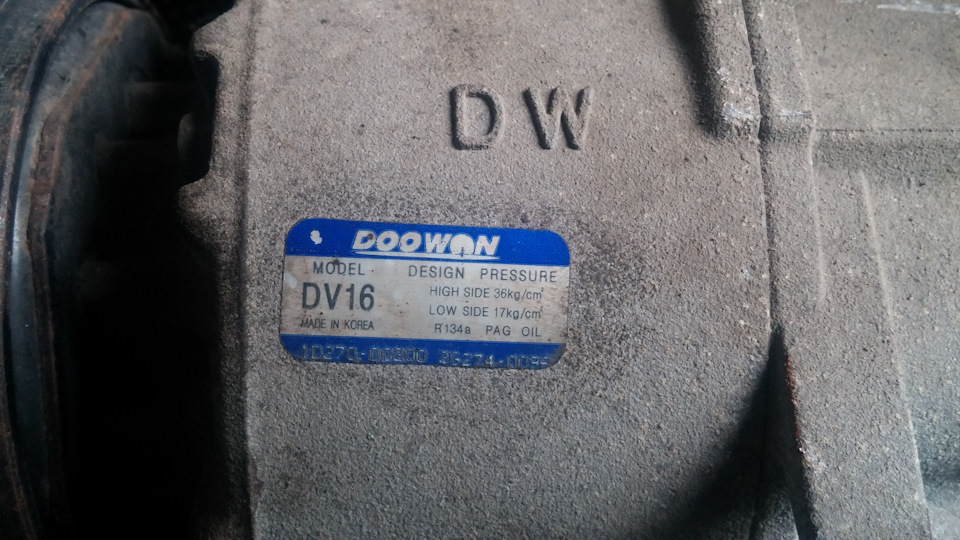 DW
DOOWON
MODEL DESIGN PRESSURE
DV16 HIGH SIDE 36kg/cm²
LOW SIDE 17kg/cm²
MADE IN KOREA R134a PAG OIL